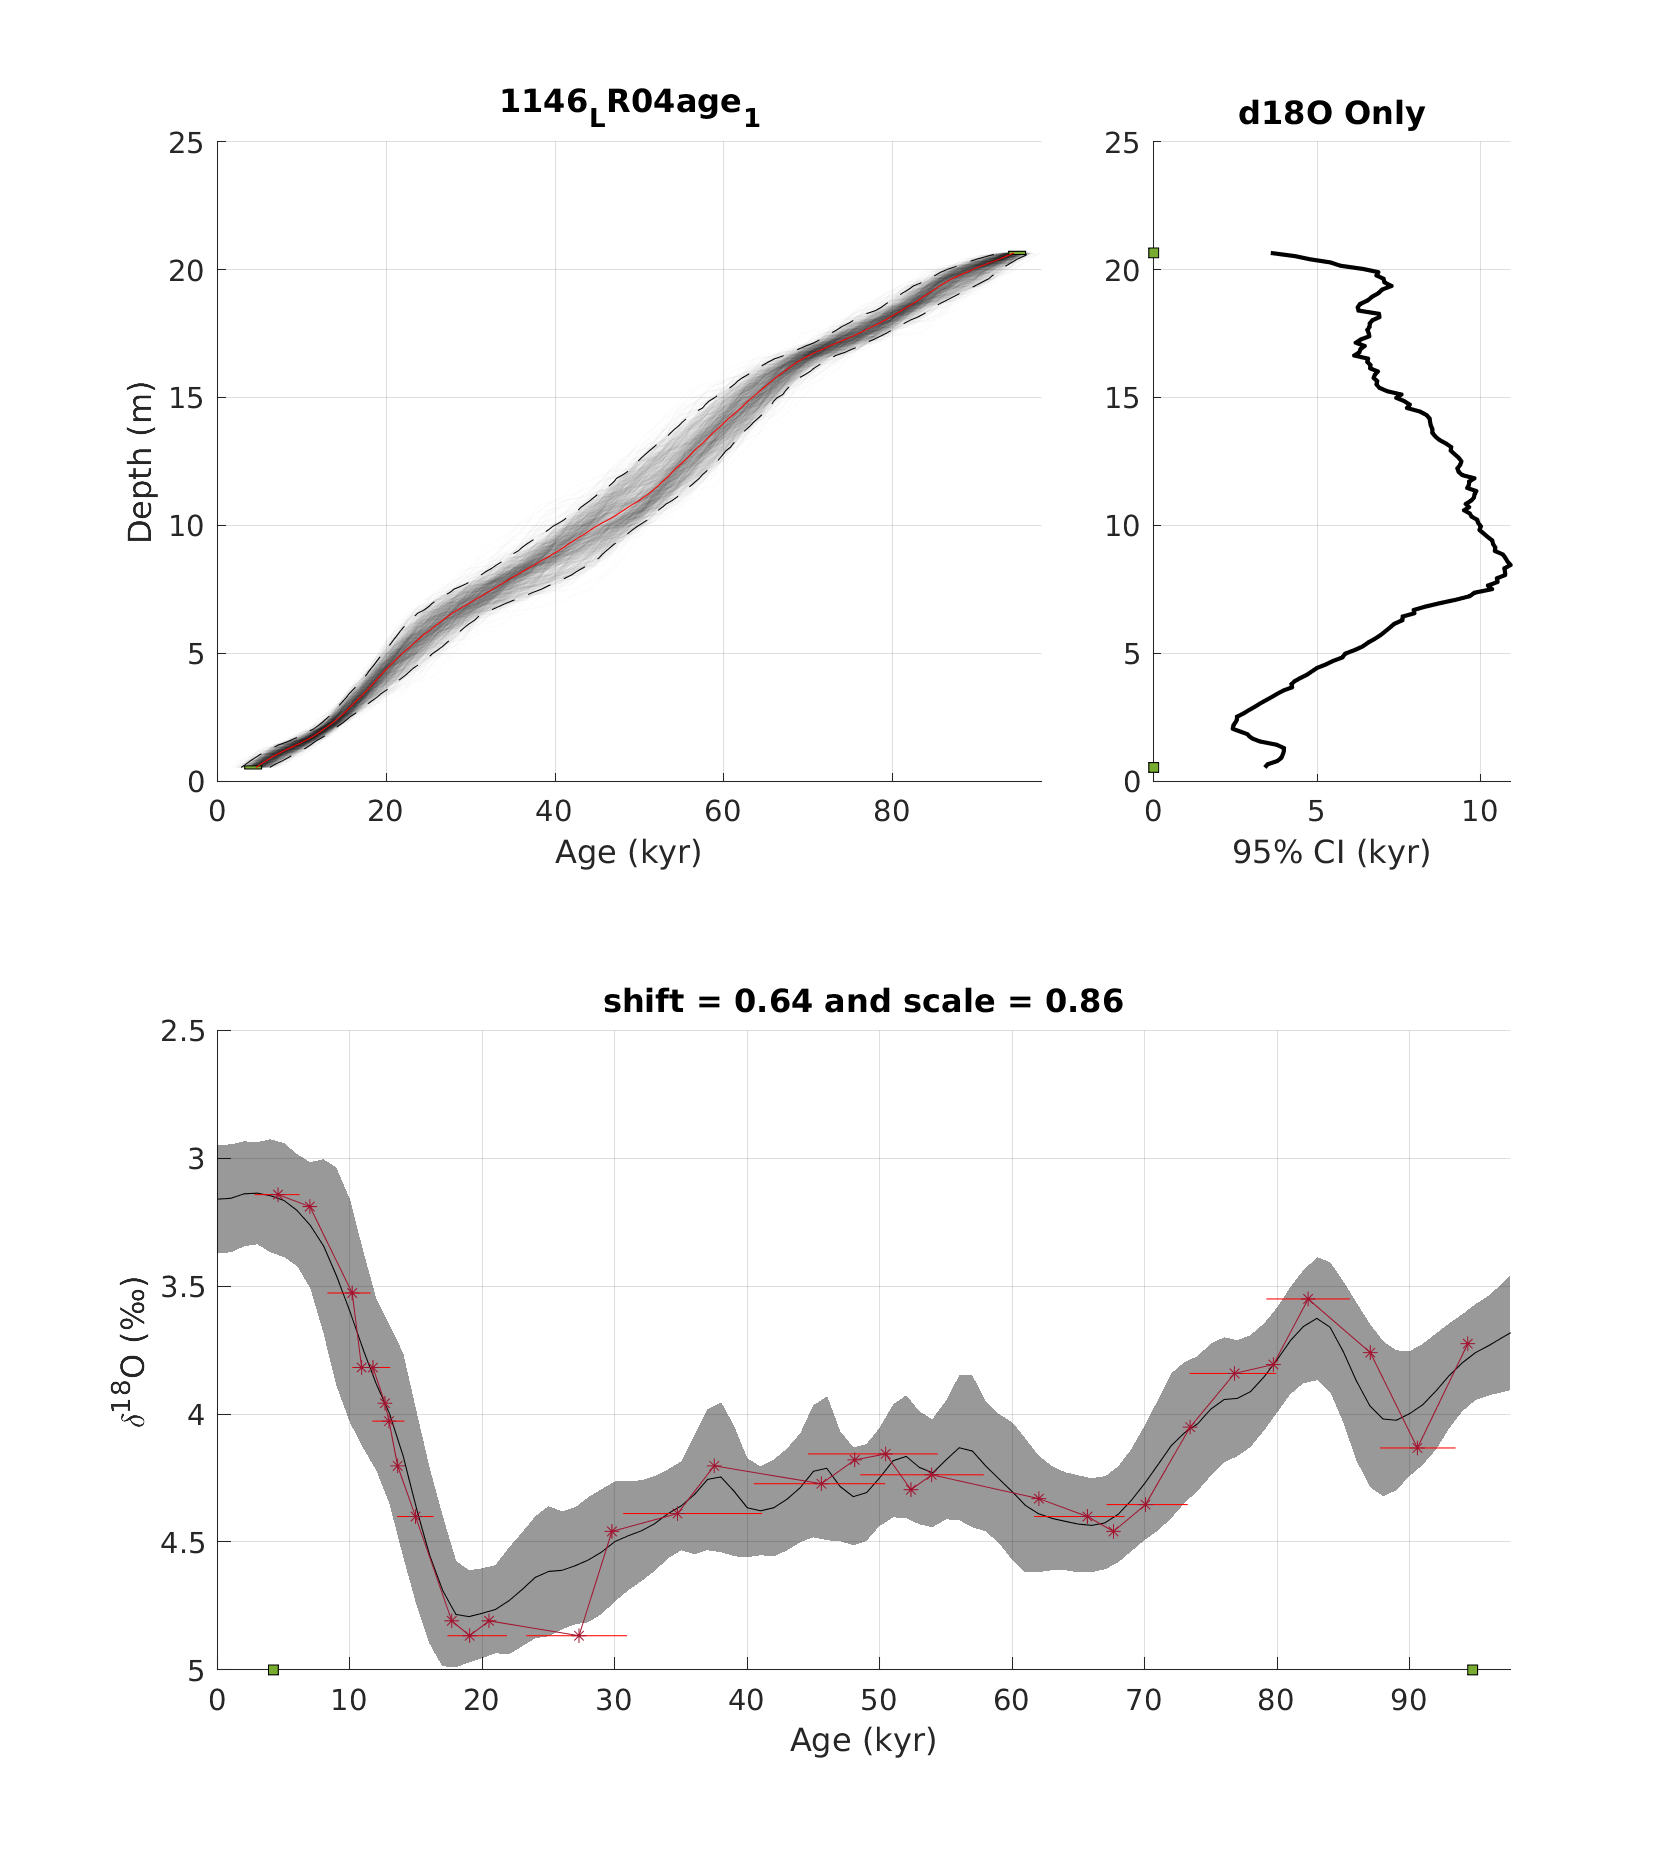 1146LR04age1
d18O Only
25
20
15
10
5
0
Depth (m)
0 20 40 60 80
Age (kyr)
25
20
15
10
5
0
0 5 10
95% CI (kyr)
shift = 0.64 and scale = 0.86
2.5
3
3.5
4
4.5
5
δ18O (‰)
0 10 20 30 40 50 60 70 80 90
Age (kyr)